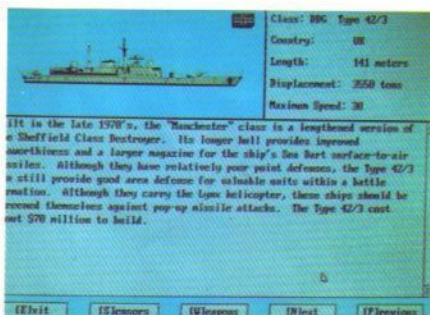 Class: DDG Type 42/3
Country: UK
Length: 141 meters
Displacement: 3550 tons
Maximum Speed: 30
ilt in the late 1970's, the "Manchester" class is a lengthened version of
e Sheffield Class Destroyer. Its longer hull provides improved
aworthiness and a larger magazine for the ship's Sea Dart surface-to-air
ssiles. Although they have relatively poor point defenses, the Type 42/3
n still provide good area defense for valuable units within a battle
rmation. Although they carry the Lynx helicopter, these ships should be
reened themselves against pop-up missile attacks. The Type 42/3 cost
out $70 million to build.
[E]xit [S]ensors [W]eapons [N]ext [P]revious